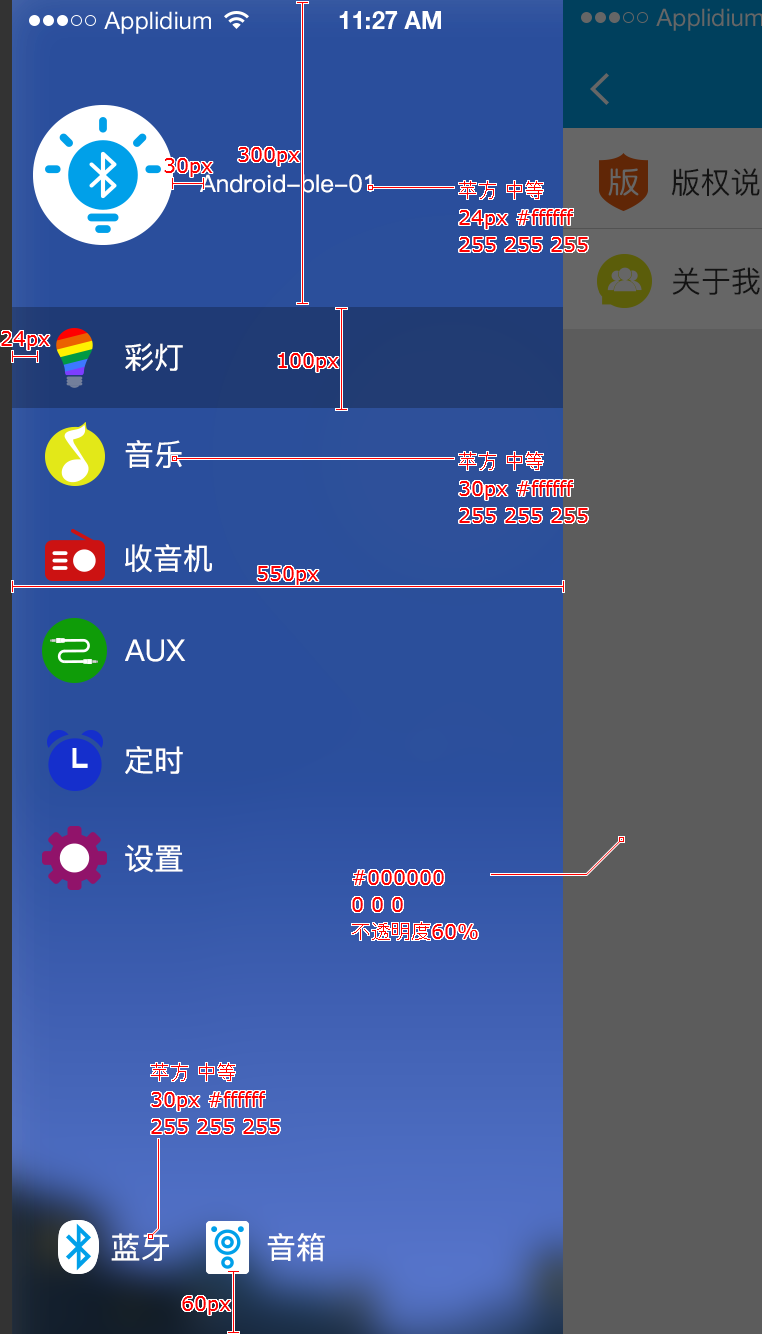 Applidium 11:27 AM
Applidium
30px
300px
Android-ble-01
苹方 中等
24px #ffffff
255 255 255
版 版权说
关于我
24px
彩灯
100px
音乐
苹方 中等
30px #ffffff
255 255 255
收音机
550px
AUX
定时
设置
#000000
0 0 0
不透明度60%
苹方 中等
30px #ffffff
255 255 255
蓝牙
音箱
60px